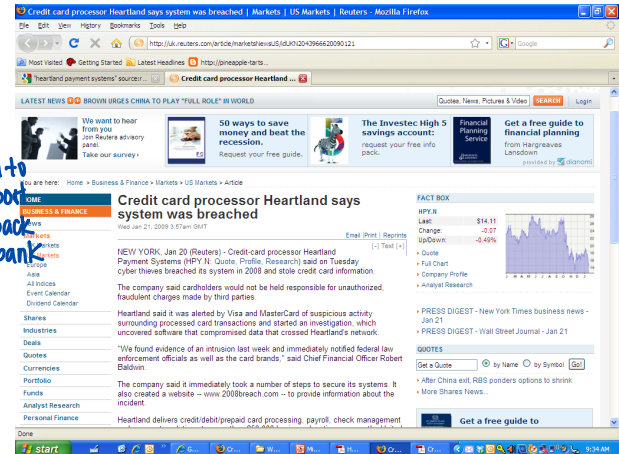 Credit card processor Heartland says system was breached | Markets | US Markets | Reuters - Mozilla Firefox
File Edit View History Bookmarks Tools Help
http://uk.reuters.com/article/marketsNewsUS/idUKN2043966620090121
Google
Most Visited Getting Started Latest Headlines http://pineapple-tarts...
"heartland payment systems" source:r...
Credit card processor Heartland ...
LATEST NEWS BROWN URGES CHINA TO PLAY "FULL ROLE" IN WORLD
Quotes, News, Pictures & Video SEARCH Login
We want to hear
from you
Join Reuters advisory
panel.
Take our survey ›
50 ways to save
money and beat the
recession.
Request your free guide.
The Investec High 5
savings account:
request your free info
pack.
Financial
Planning
Service
Get a free guide to
financial planning
from Hargreaves
Lansdown
provided by dianomi
to
back
bank
You are here: Home > Business & Finance > Markets > US Markets > Article
HOME
BUSINESS & FINANCE
News
Markets
Markets
Markets
Europe
Asia
All Indices
Event Calendar
Dividend Calendar
Shares
Industries
Deals
Quotes
Currencies
Portfolio
Funds
Analyst Research
Personal Finance
Credit card processor Heartland says
system was breached
Wed Jan 21, 2009 3:57am GMT
Email | Print | Reprints
[-] Text [+]
NEW YORK, Jan 20 (Reuters) - Credit-card processor Heartland
Payment Systems (HPY.N: Quote, Profile, Research) said on Tuesday
cyber thieves breached its system in 2008 and stole credit card information.
The company said cardholders would not be held responsible for unauthorized,
fraudulent charges made by third parties.
Heartland said it was alerted by Visa and MasterCard of suspicious activity
surrounding processed card transactions and started an investigation, which
uncovered software that compromised data that crossed Heartland's network.
"We found evidence of an intrusion last week and immediately notified federal law
enforcement officials as well as the card brands," said Chief Financial Officer Robert
Baldwin.
The company said it immediately took a number of steps to secure its systems. It
also created a website -- www.2008breach.com -- to provide information about the
incident.
Heartland delivers credit/debit/prepaid card processing, payroll, check management
FACT BOX
HPY.N
Last: $14.11
Change: -0.07
Up/Down: -0.49%
› Quote
› Full Chart
› Company Profile
› Analyst Research
J M A M J J A S O N D J
› PRESS DIGEST - New York Times business news -
Jan 21
› PRESS DIGEST - Wall Street Journal - Jan 21
QUOTES
Get a Quote by Name by Symbol Go!
› After China exit, RBS ponders options to shrink
› More Shares News...
Get a free guide to
Done
start
G...
Cr...
W...
Mi...
H...
Cr...
Cr...
9:34 AM